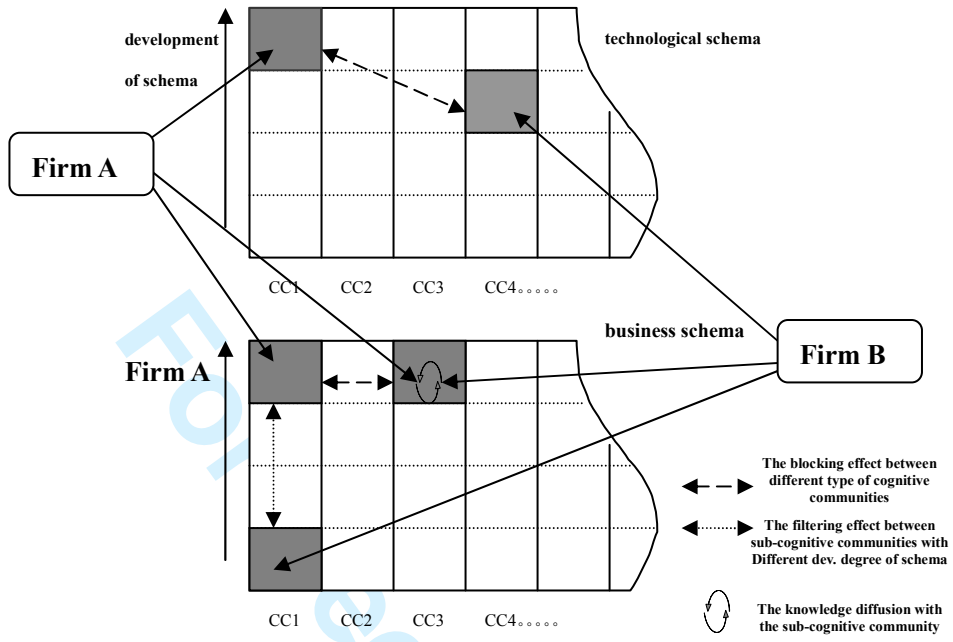 development
of schema
technological schema
Firm A
CC1 CC2 CC3 CC4。。。。。
business schema
Firm A
Firm B
The blocking effect between
different type of cognitive
communities
The filtering effect between
sub-cognitive communities with
Different dev. degree of schema
CC1 CC2 CC3 CC4。。。。。
The knowledge diffusion with
the sub-cognitive community